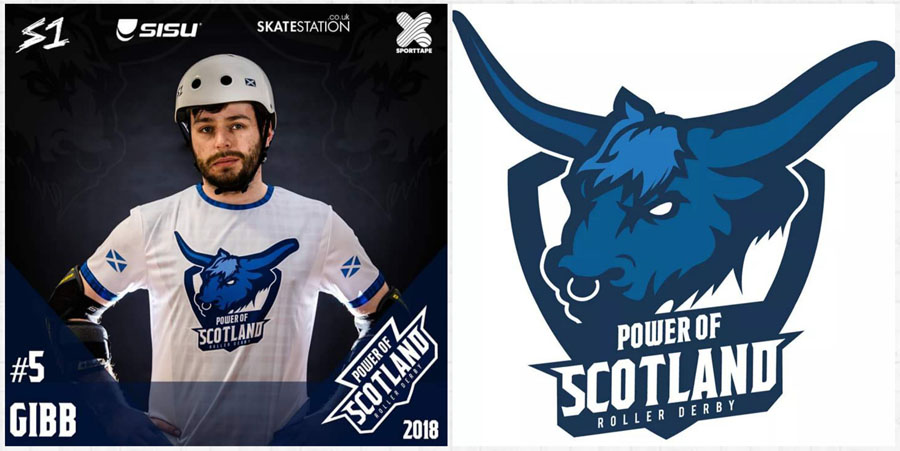 S1
SISU
SKATESTATION
.co.uk
SPORTTAPE
POWER OF
SCOTLAND
ROLLER DERBY
#5
GIBB
POWER OF
SCOTLAND
ROLLER DERBY
2018
POWER OF
SCOTLAND
ROLLER DERBY